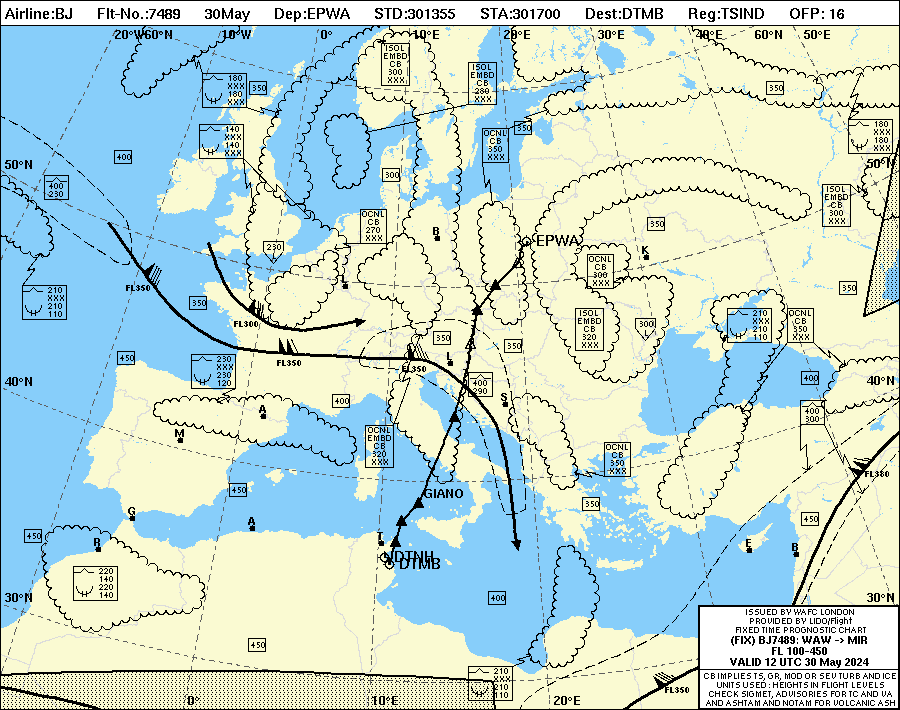 Airline:BJ Flt-No.:7489 30May Dep:EPWA STD:301355 STA:301700 Dest:DTMB Reg:TSIND OFP: 16
20°W 60°N 10°W 0° 10°E 20°E 30°E 40°E 60°N 50°E
ISOL
EMBD
CB
300
XXX
ISOL
EMBD
CB
280
XXX
180
XXX
180
XXX
350
350
140
XXX
140
XXX
OCNL
CB
350
XXX
350
180
XXX
180
XXX
50°N
400
50°N
400
230
300
ISOL
EMBD
CB
300
XXX
OCNL
CB
270
XXX
350
B
EPWA
230
K
OCNL
CB
300
XXX
210
XXX
210
110
FL350
L
350
350
FL300
ISOL
EMBD
CB
320
XXX
300
210
XXX
210
110
OCNL
CB
350
XXX
350
350
450
FL350
FL350
L
230
XXX
230
120
40°N
400
290
400
40°N
400
S
A
400
300
M
OCNL
EMBD
CB
320
XXX
OCNL
CB
350
XXX
FL380
450
GIANO
350
G
A
450
450
R
T
E
B
DTNH
DTMB
220
140
220
140
30°N
400
30°N
450
210
XXX
210
110
FL350
0°
10°E
20°E
ISSUED BY WAFC LONDON
PROVIDED BY LIDO/Flight
FIXED TIME PROGNOSTIC CHART
(FIX) BJ7489: WAW -> MIR
FL 100-450
VALID 12 UTC 30 May 2024
CB IMPLIES TS, GR, MOD OR SEV TURB AND ICE
UNITS USED: HEIGHTS IN FLIGHT LEVELS
CHECK SIGMET, ADVISORIES FOR TC AND VA
AND ASHTAM AND NOTAM FOR VOLCANIC ASH